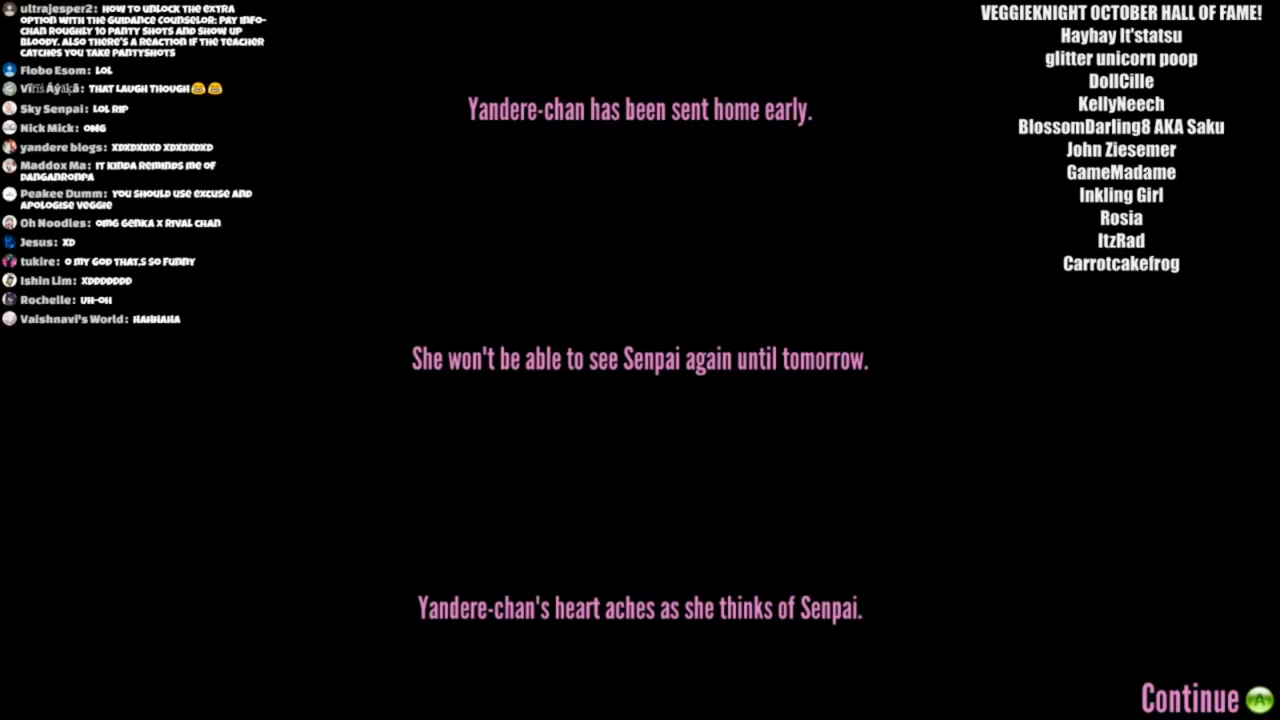 ultrajesper2: HOW TO UNLOCK THE EXTRA
OPTION WITH THE GUIDANCE COUNSELOR: PAY INFO-
CHAN ROUGHLY 10 PANTY SHOTS AND SHOW UP
BLOODY. ALSO THERE'S A REACTION IF THE TEACHER
CATCHES YOU TAKE PANTYSHOTS
Flobo Esom: LOL
THAT LAUGH THOUGH😂😂
Sky Senpai: LOL RIP
Nick Mick: OMG
yandere blogs: XDXDXDXD XDXDXDXD
Maddox Ma: IT KINDA REMINDS ME OF
DANGANRONPA
Peakee Dumm: YOU SHOULD USE EXCUSE AND
APOLOGISE VEGGIE
Oh Noodles: OMG GENKA X RIVAL CHAN
Jesus: XD
tukire: O MY GOD THAT,S SO FUNNY
Ishin Lim: XDDDDDDD
Rochelle: UH-OH
Vaishnavi's World: HAHHAHA
VEGGIEKNIGHT OCTOBER HALL OF FAME!
Hayhay It'statsu
glitter unicorn poop
DollCille
KellyNeech
BlossomDarling8 AKA Saku
John Ziesemer
GameMadame
Inkling Girl
Rosia
ItzRad
Carrotcakefrog
Yandere-chan has been sent home early.
She won't be able to see Senpai again until tomorrow.
Yandere-chan's heart aches as she thinks of Senpai.
Continue A